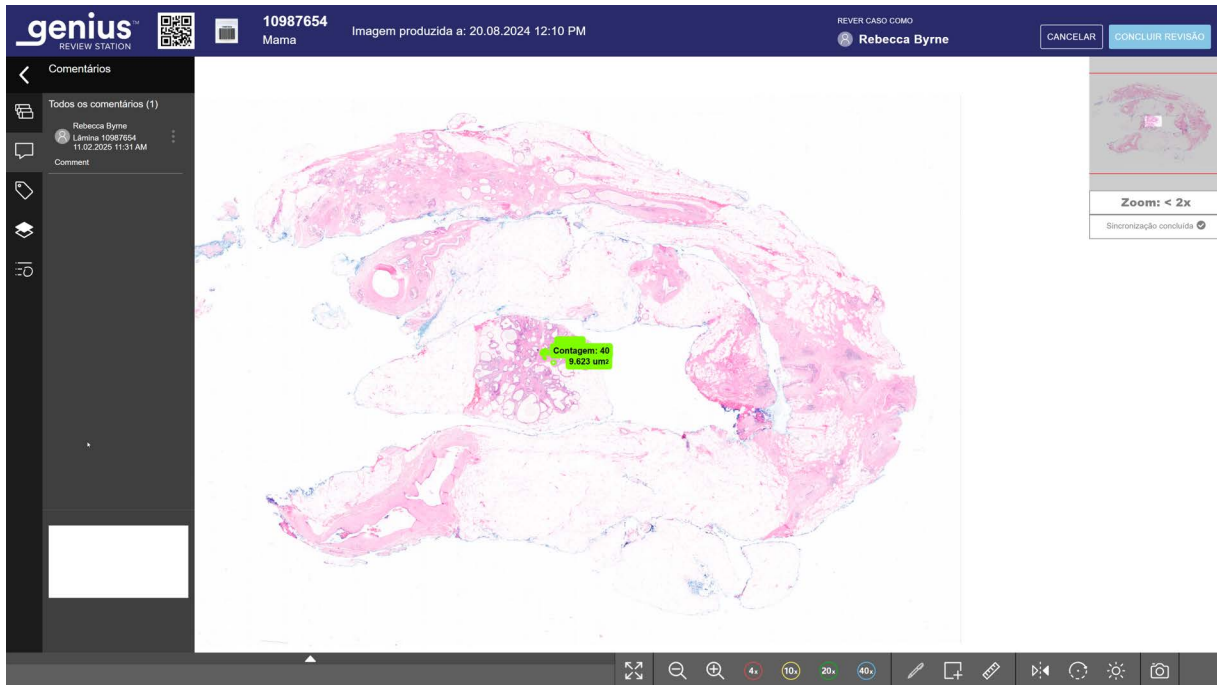 genius™
REVIEW STATION
10987654
Mama
Imagem produzida a: 20.08.2024 12:10 PM
REVER CASO COMO
Rebecca Byrne
CANCELAR
CONCLUIR REVISÃO
Comentários
Todos os comentários (1)
Rebecca Byrne
Lâmina 10987654
11.02.2025 11:31 AM
Comment
Zoom: < 2x
Sincronização concluída
Contagem: 40
9.623 um²
4x
10x
20x
40x